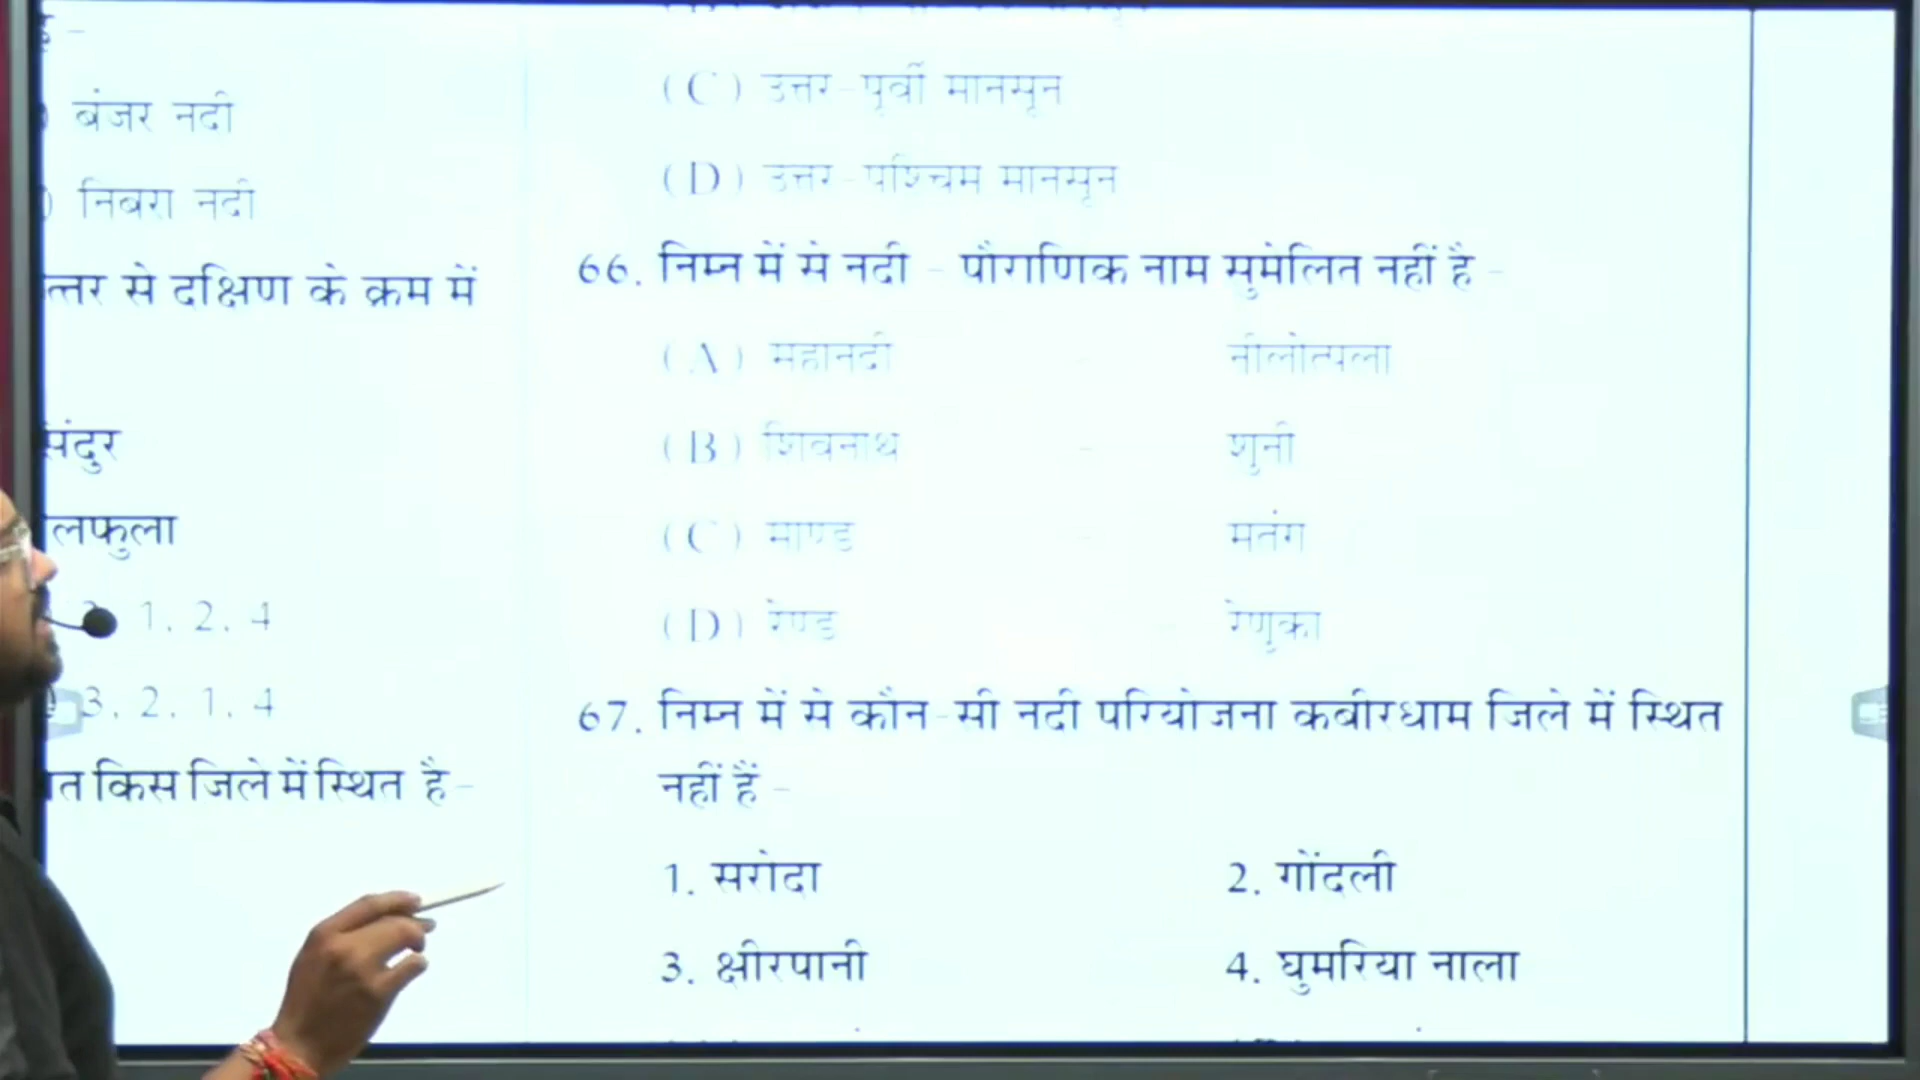 बंजर नदी
निबरा नदी
त्तर से दक्षिण के क्रम में
सेंदुर
लफुला
1, 2, 4
3, 2, 1, 4
त किस जिले में स्थित है-
(C) उत्तर-पूर्वी मानसून
(D) उत्तर-पश्चिम मानसून
66. निम्न में से नदी - पौराणिक नाम सुमेलित नहीं है -
(A) महानदी - नीलोत्पला
(B) शिवनाथ - शुनी
(C) माण्ड - मतंग
(D) रेण्ड - रेणुका
67. निम्न में से कौन-सी नदी परियोजना कबीरधाम जिले में स्थित
नहीं हैं -
1. सरोदा 2. गोंदली
3. क्षीरपानी 4. घुमरिया नाला